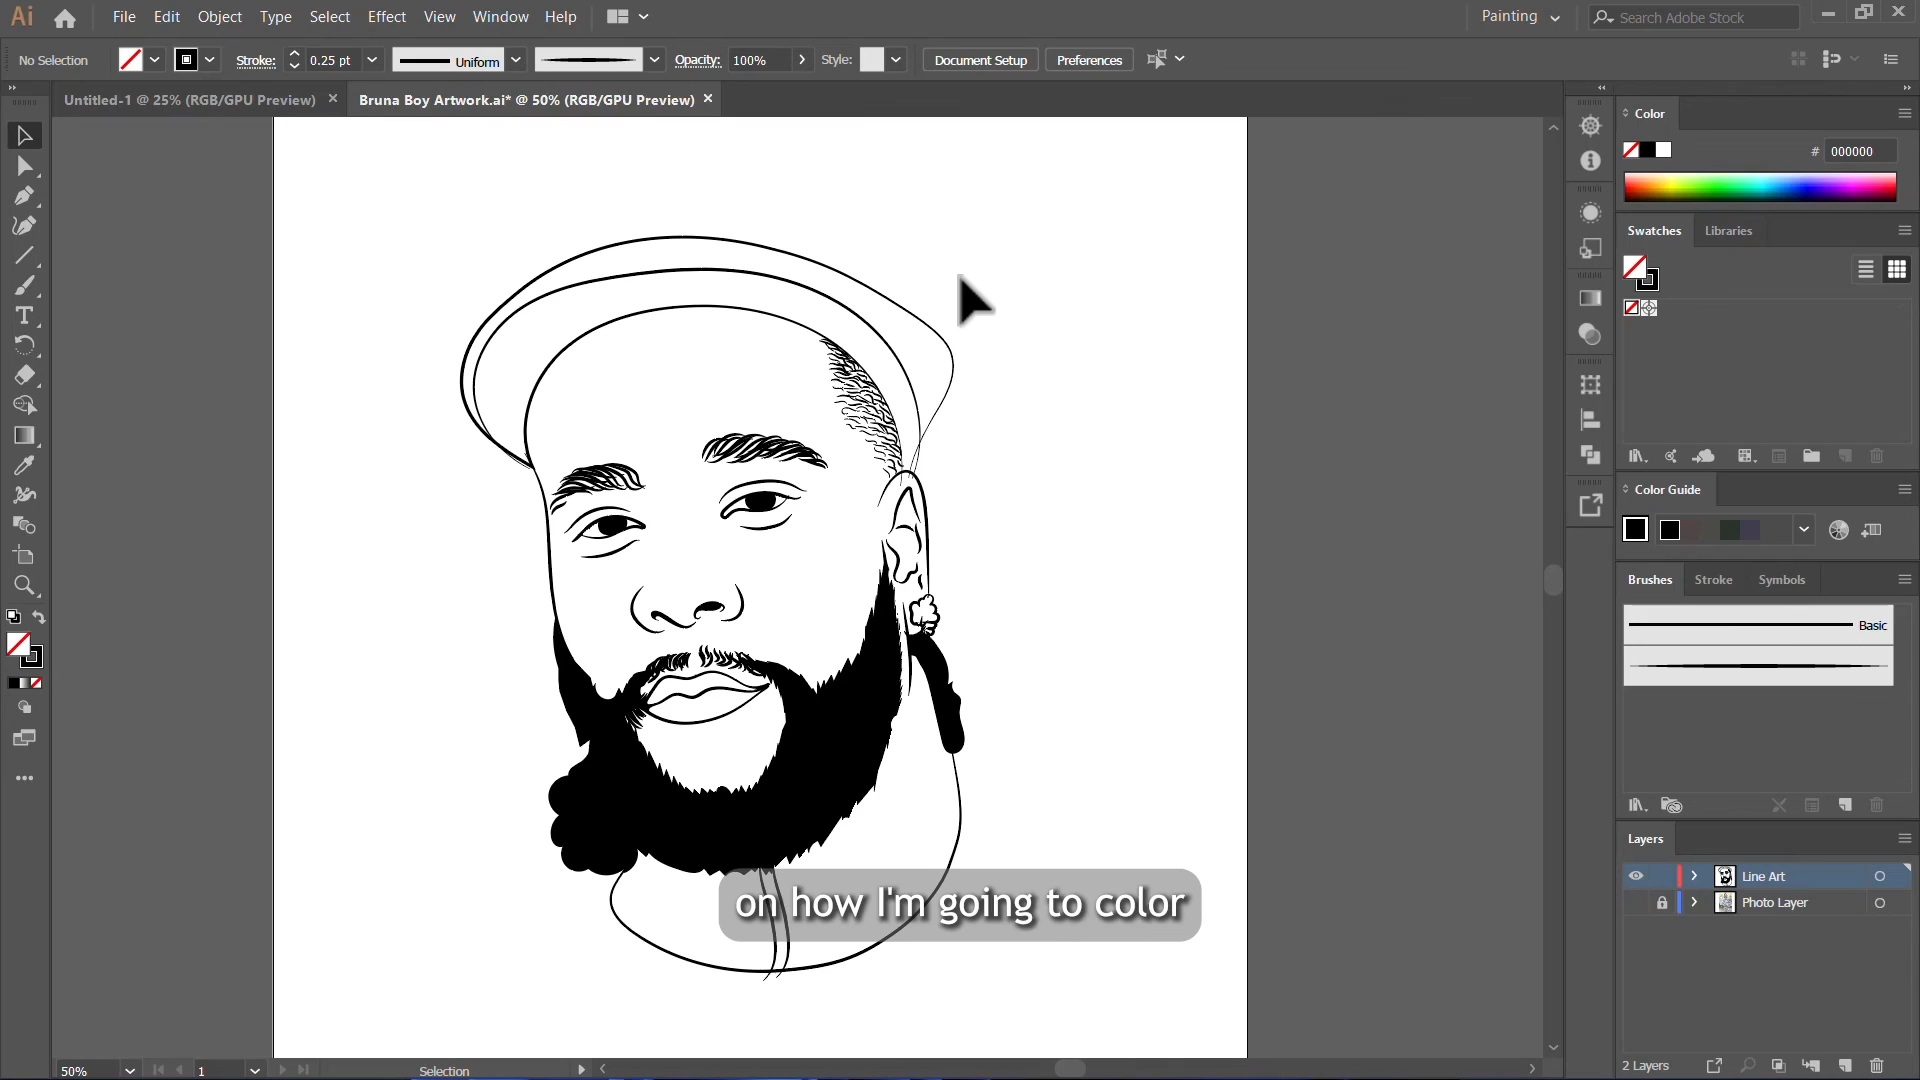 Ai File Edit Object Type Select Effect View Window Help Painting Search Adobe Stock
No Selection Stroke: 0.25 pt Uniform Opacity: 100% Style: Document Setup Preferences
Untitled-1 @ 25% (RGB/GPU Preview) × Bruna Boy Artwork.ai* @ 50% (RGB/GPU Preview) ×
Color
# 000000
Swatches Libraries
Color Guide
Brushes Stroke Symbols
Basic
Layers
Line Art
Photo Layer
on how I'm going to color
50% 1 Selection
2 Layers